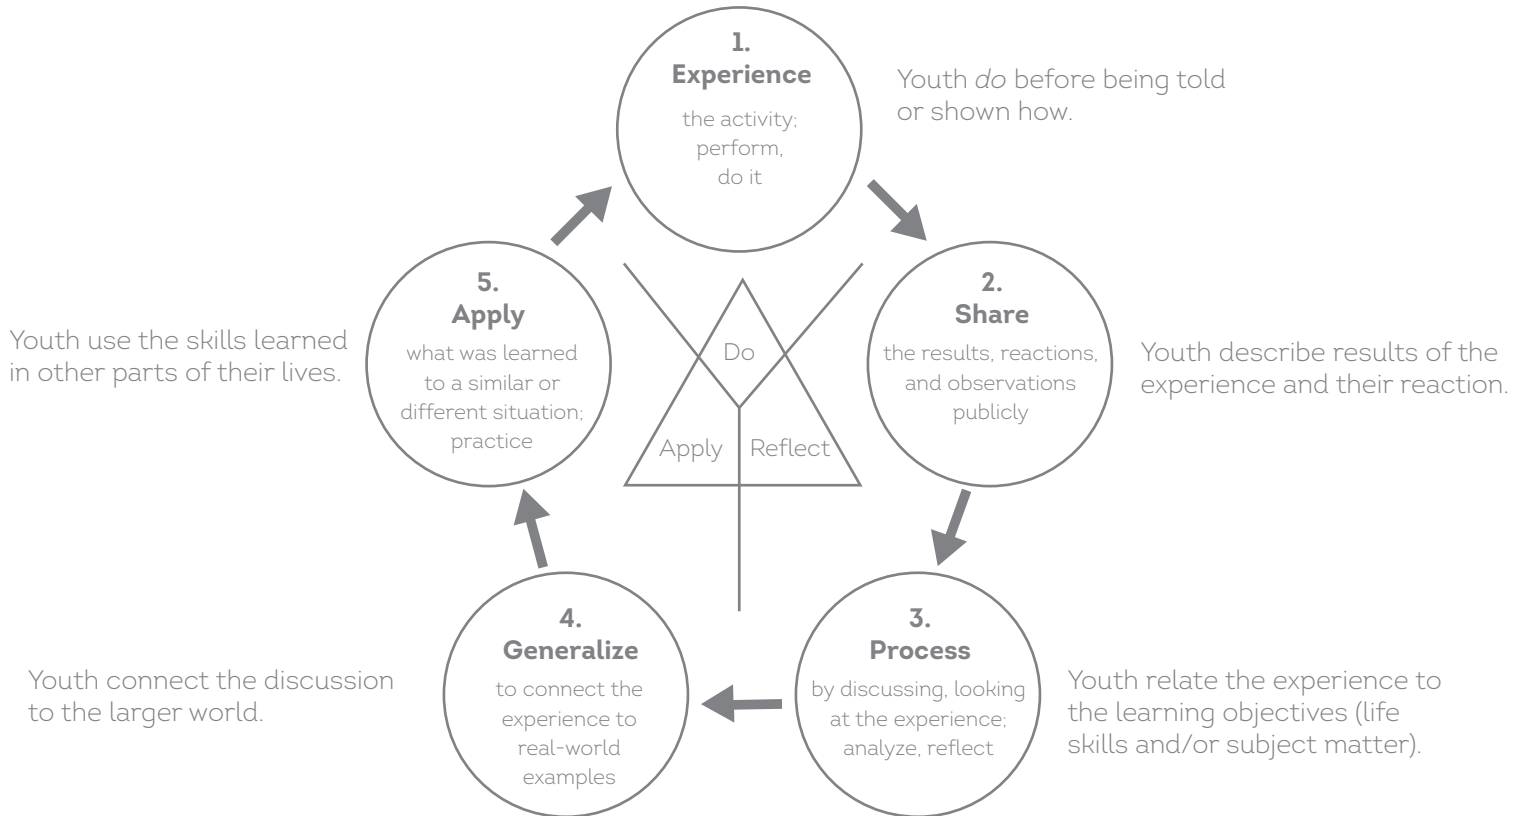 1.
Experience
the activity;
perform,
do it
Youth do before being told
or shown how.
2.
Share
the results, reactions,
and observations
publicly
Youth describe results of the
experience and their reaction.
3.
Process
by discussing, looking
at the experience;
analyze, reflect
Youth relate the experience to
the learning objectives (life
skills and/or subject matter).
4.
Generalize
to connect the
experience to
real-world
examples
Youth connect the discussion
to the larger world.
5.
Apply
what was learned
to a similar or
different situation;
practice
Youth use the skills learned
in other parts of their lives.
Do
Apply
Reflect